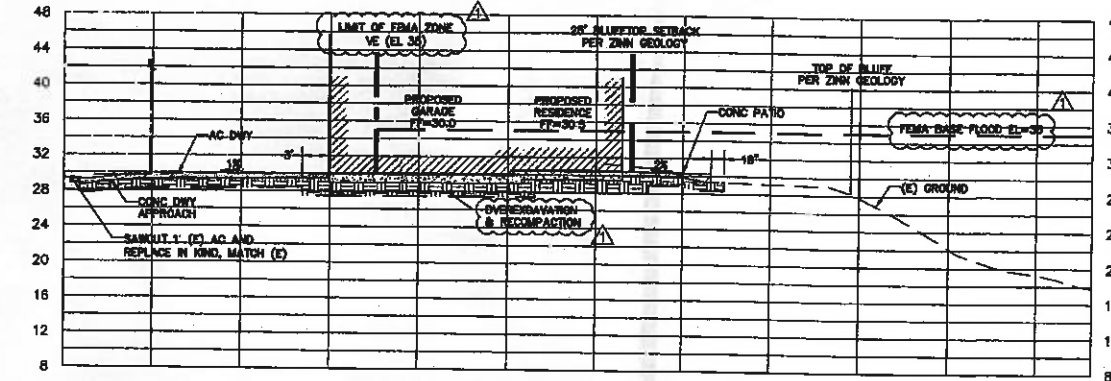 48
44
40
36
32
28
24
20
16
12
8
LIMIT OF FEMA ZONE
VE (EL 35)
1
25' BLUFFTOP SETBACK
PER ZINN GEOLOGY
TOP OF BLUFF
PER ZINN GEOLOGY
1
PROPOSED
GARAGE
FF=30.0
PROPOSED
RESIDENCE
FF=30.5
CONC PATIO
FEMA BASE FLOOD EL=35
AC DWY
3'
18"
(E) GROUND
CONC DWY
APPROACH
OVEREXCAVATION
& RECOMPACTION
1
SAWCUT 1' (E) AC AND
REPLACE IN KIND, MATCH (E)